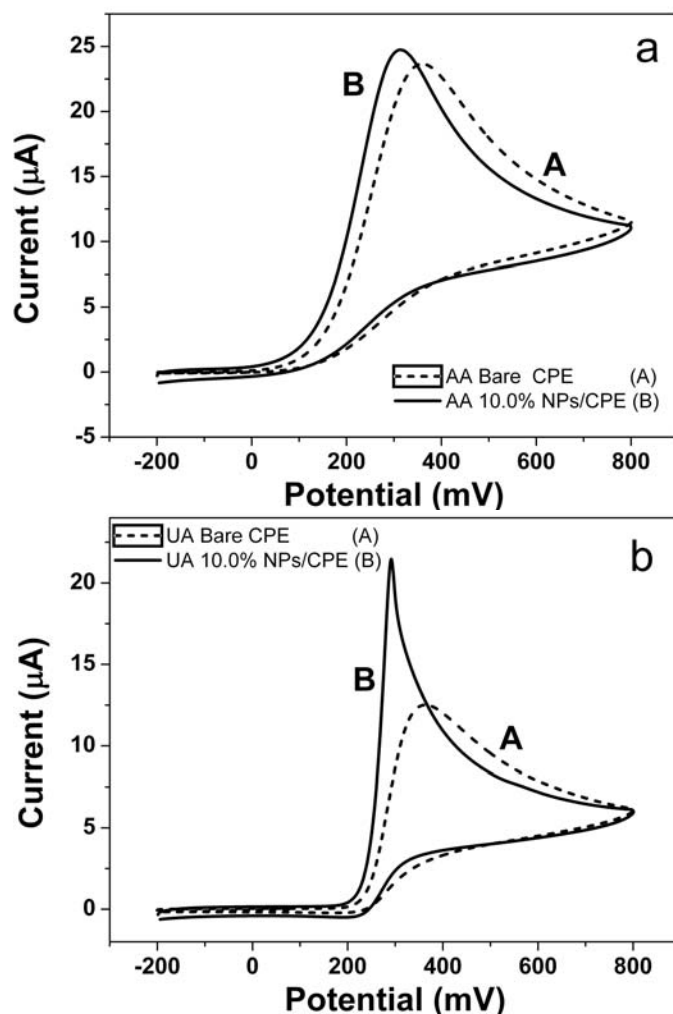 a
25
20
15
10
5
0
-5
Current (μA)
B
A
AA Bare CPE (A)
AA 10.0% NPs/CPE (B)
-200 0 200 400 600 800
Potential (mV)
b
UA Bare CPE (A)
UA 10.0% NPs/CPE (B)
20
15
10
5
0
Current (μA)
B
A
-200 0 200 400 600 800
Potential (mV)